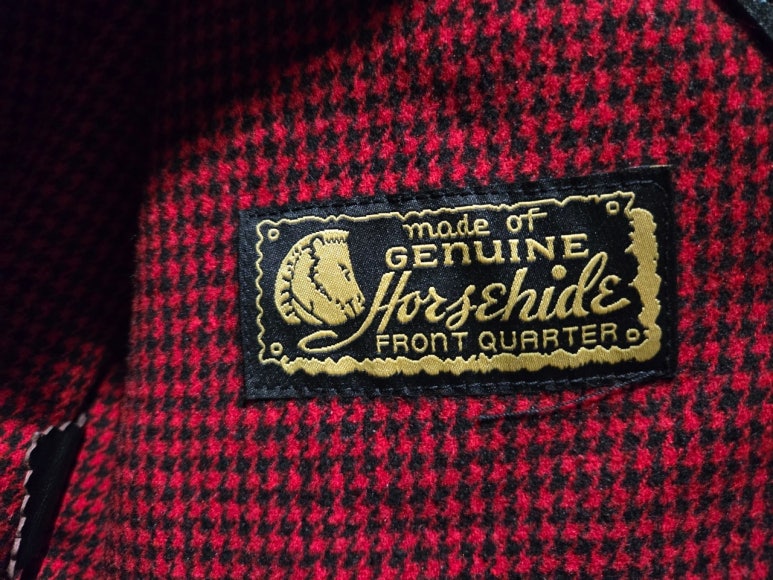 made of
GENUINE
Horsehide
FRONT QUARTER